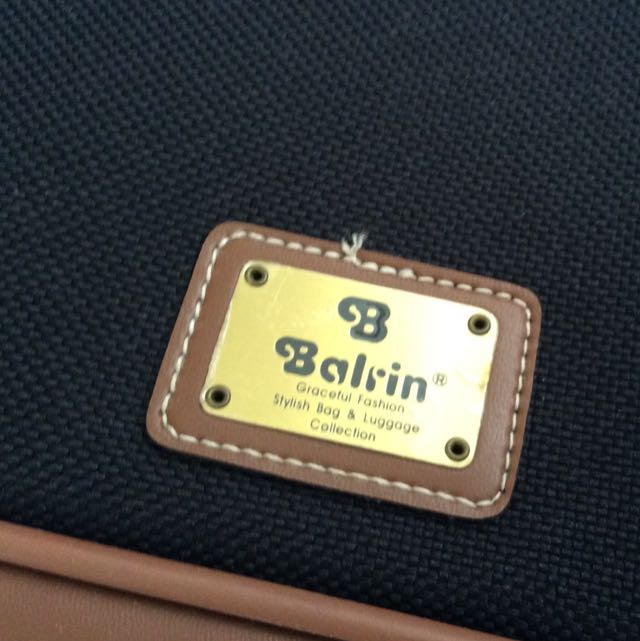 B
Balrin®
Graceful Fashion
Stylish Bag & Luggage
Collection